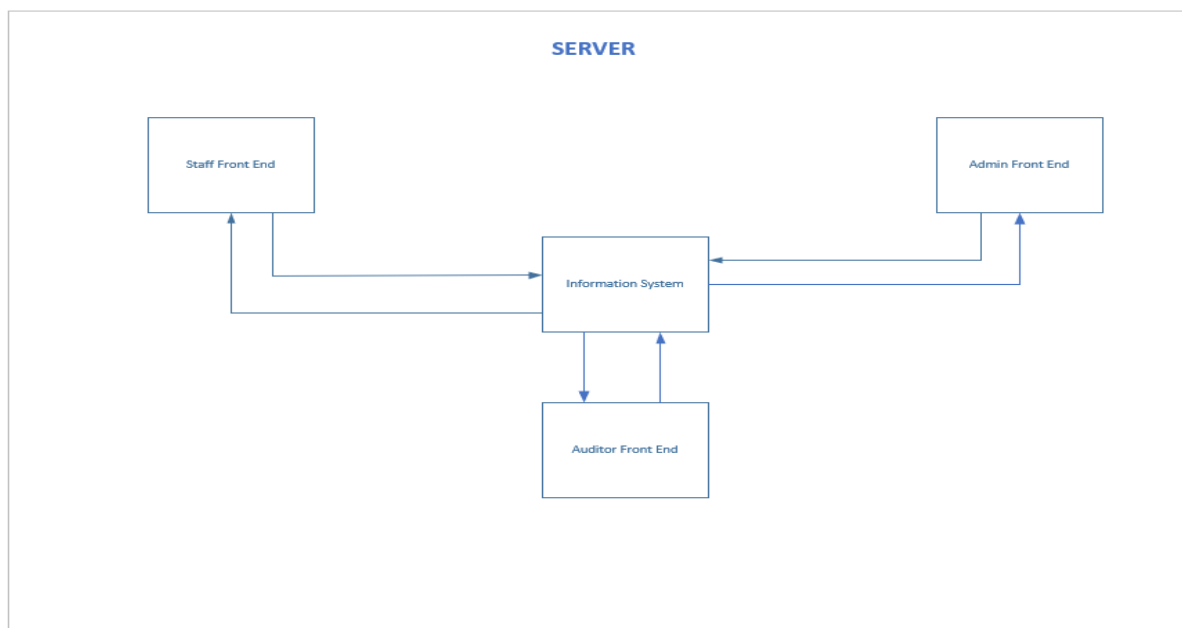 SERVER
Staff Front End
Admin Front End
Information System
Auditor Front End